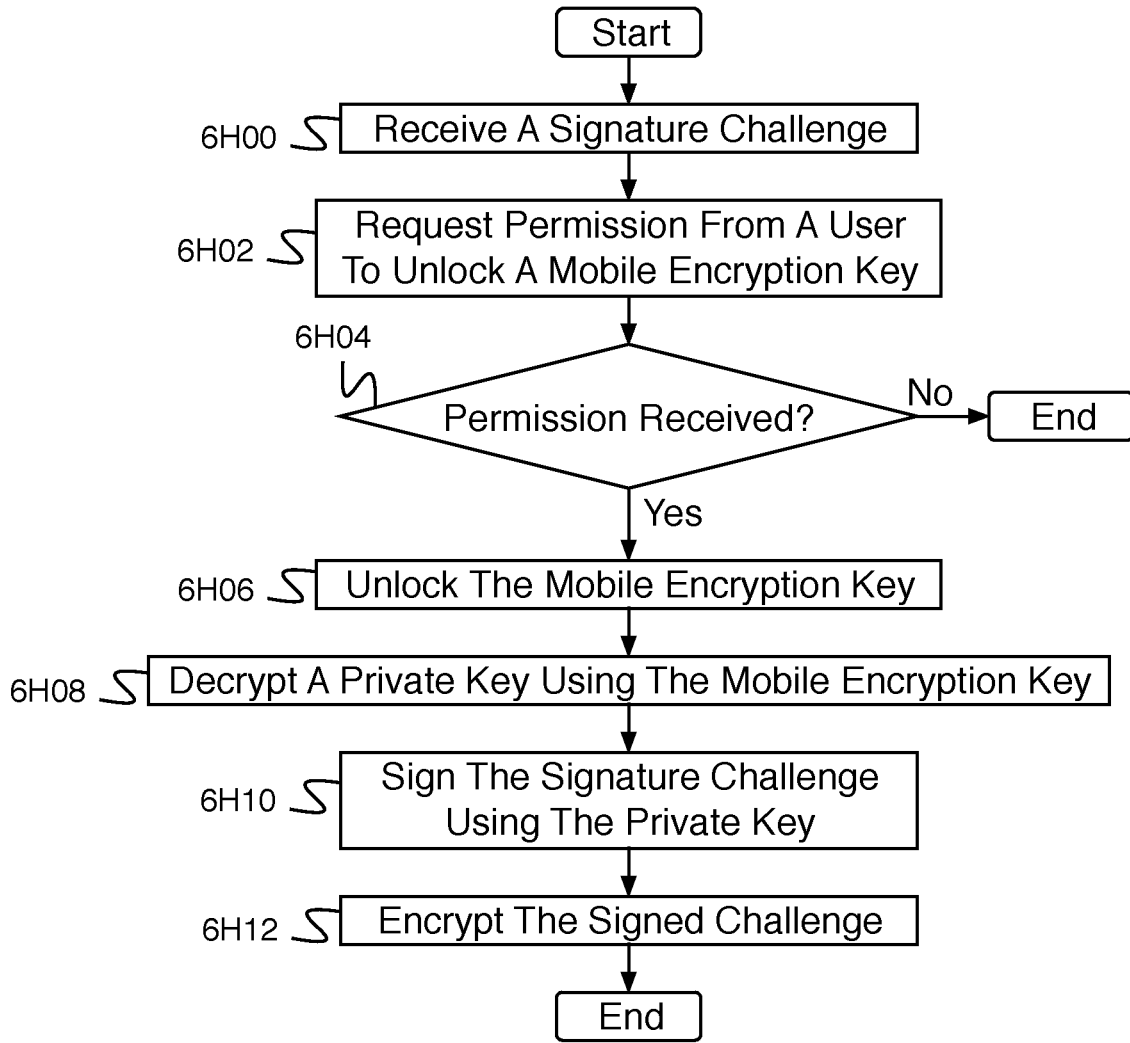 Start
6H00
Receive A Signature Challenge
6H02
Request Permission From A User
To Unlock A Mobile Encryption Key
6H04
Permission Received?
No
End
Yes
6H06
Unlock The Mobile Encryption Key
6H08
Decrypt A Private Key Using The Mobile Encryption Key
6H10
Sign The Signature Challenge
Using The Private Key
6H12
Encrypt The Signed Challenge
End